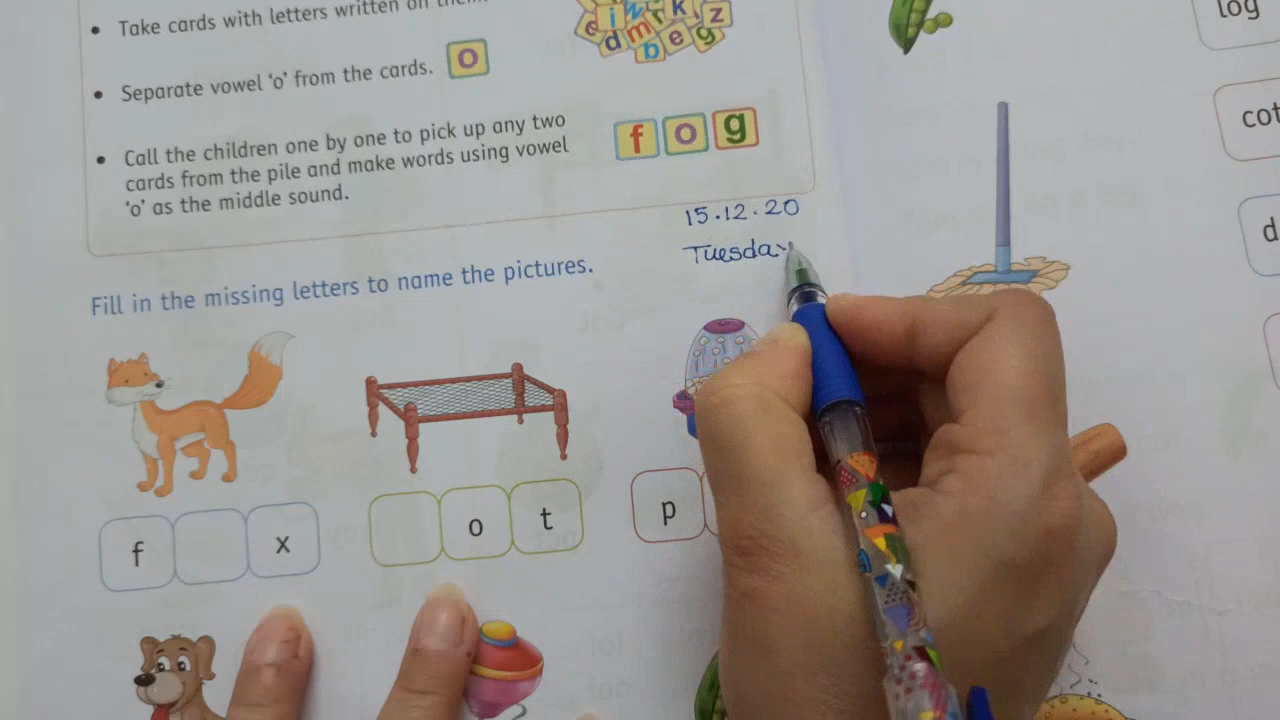 • Take cards with letters written on them.
i w r k z
e d m b e g
• Separate vowel 'o' from the cards. o
• Call the children one by one to pick up any two
cards from the pile and make words using vowel
'o' as the middle sound.
f o g
15.12.20
Tuesday
Fill in the missing letters to name the pictures.
f x
o t
p
log
cot
d